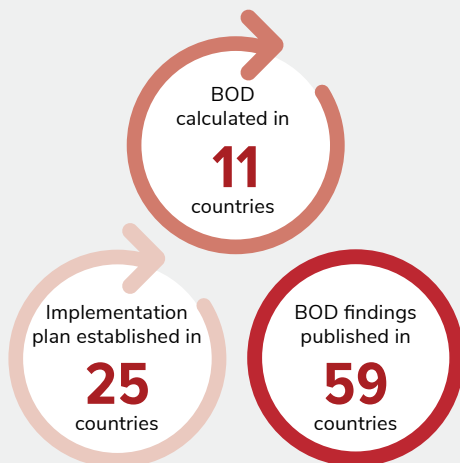 BOD
calculated in
11
countries
Implementation
plan established in
25
countries
BOD findings
published in
59
countries